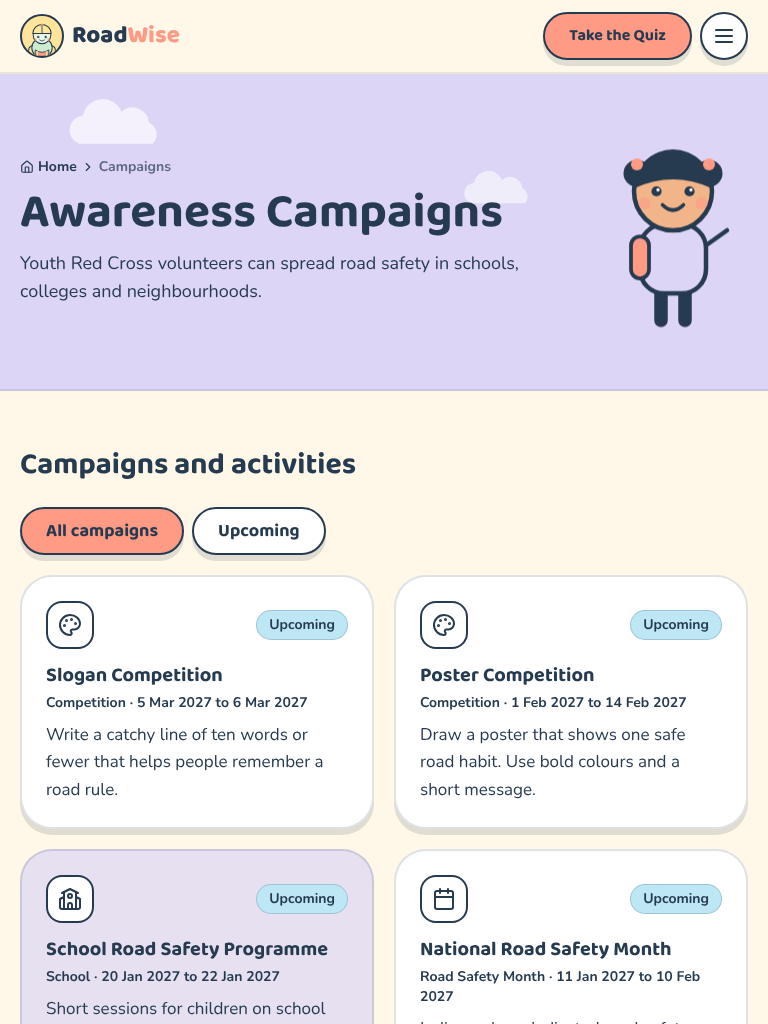 RoadWise
Take the Quiz
Home
Campaigns
Awareness Campaigns
Youth Red Cross volunteers can spread road safety in schools,
colleges and neighbourhoods.
Campaigns and activities
All campaigns
Upcoming
Upcoming
Slogan Competition
Competition · 5 Mar 2027 to 6 Mar 2027
Write a catchy line of ten words or
fewer that helps people remember a
road rule.
Upcoming
Poster Competition
Competition · 1 Feb 2027 to 14 Feb 2027
Draw a poster that shows one safe
road habit. Use bold colours and a
short message.
Upcoming
School Road Safety Programme
School · 20 Jan 2027 to 22 Jan 2027
Short sessions for children on school
Upcoming
National Road Safety Month
Road Safety Month · 11 Jan 2027 to 10 Feb
2027